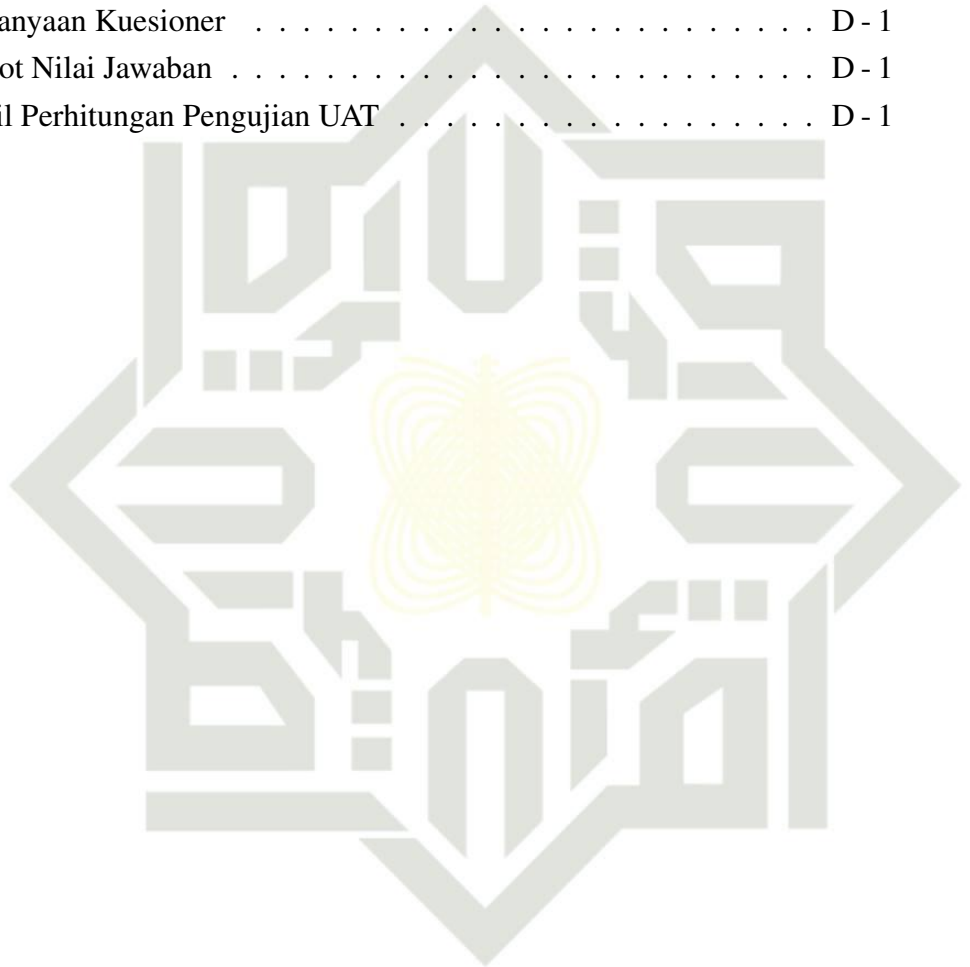 anyaan Kuesioner . . . . . . . . . . . . . . . . . . . . . . . . D - 1
ot Nilai Jawaban . . . . . . . . . . . . . . . . . . . . . . . . . D - 1
il Perhitungan Pengujian UAT . . . . . . . . . . . . . . . . . . D - 1